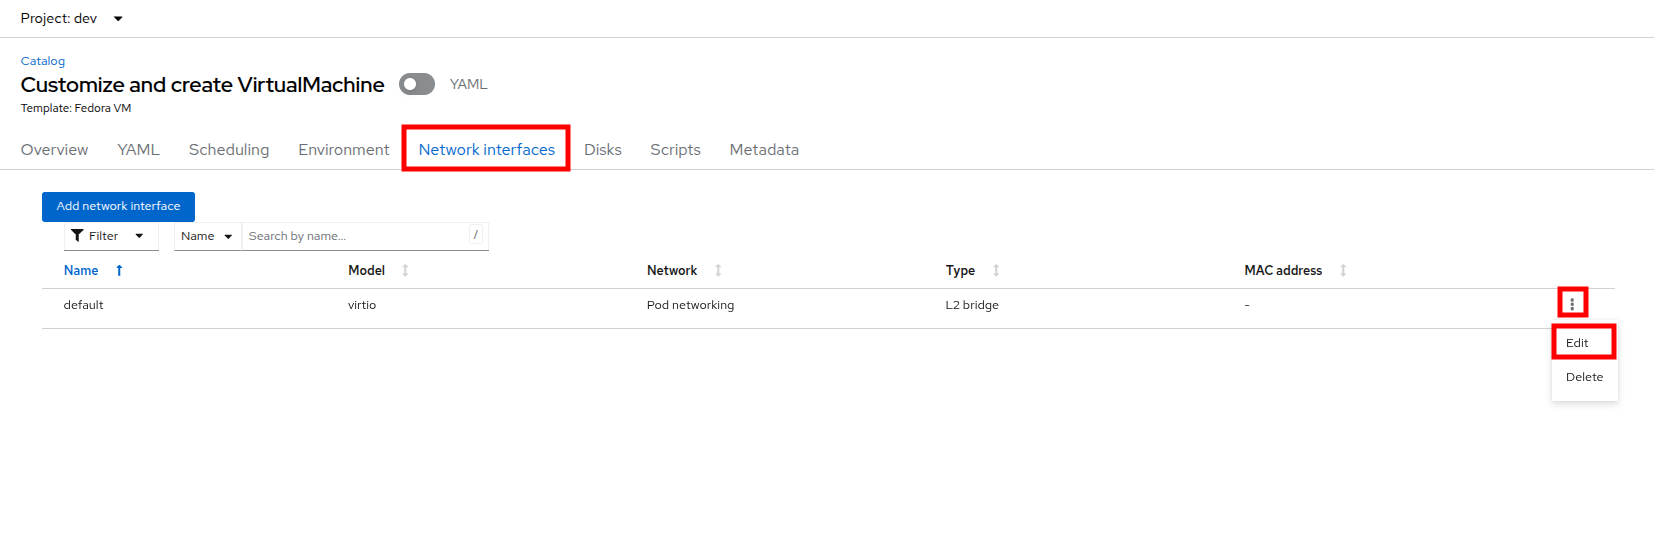 Project: dev
Catalog
Customize and create VirtualMachine YAML
Template: Fedora VM
Overview YAML Scheduling Environment Network interfaces Disks Scripts Metadata
Add network interface
Filter Name Search by name... /
Name Model Network Type MAC address
default virtio Pod networking L2 bridge -
Edit
Delete